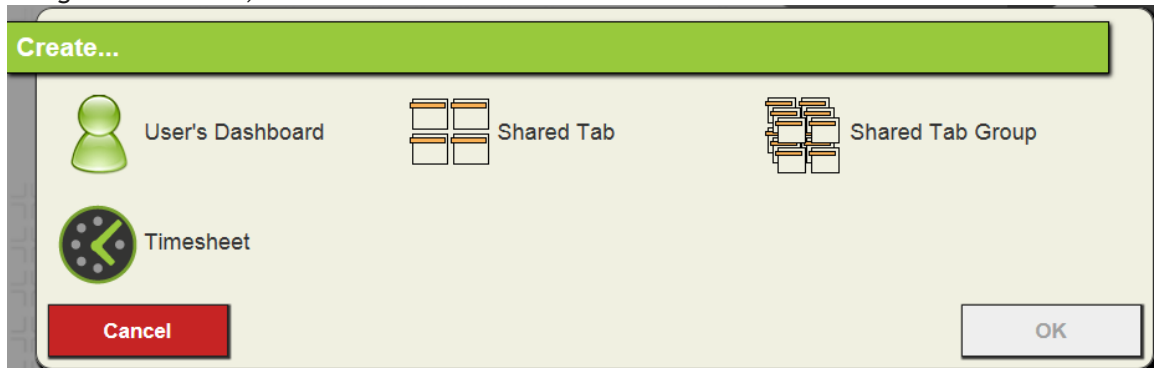 Create...
User's Dashboard
Shared Tab
Shared Tab Group
Timesheet
Cancel
OK